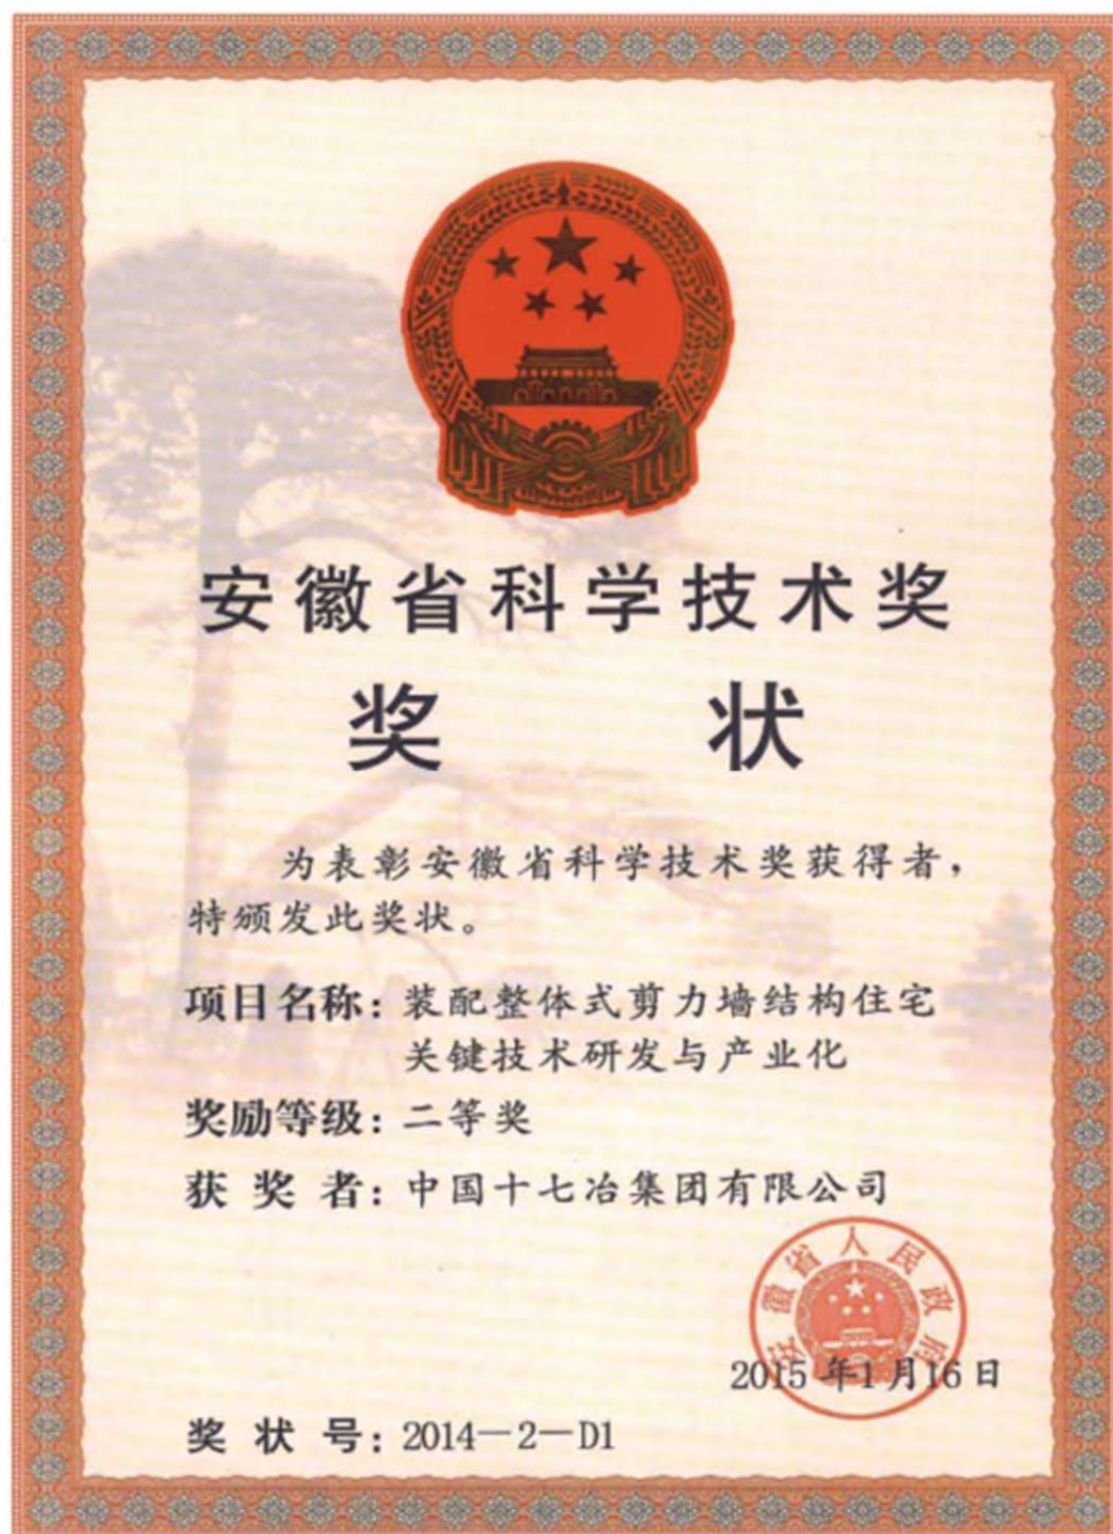 安徽省科学技术奖
奖状
为表彰安徽省科学技术奖获得者，
特颁发此奖状。
项目名称：装配整体式剪力墙结构住宅
关键技术研发与产业化
奖励等级：二等奖
获奖者：中国十七冶集团有限公司
安徽省人民政府
2015年1月16日
奖状号：2014—2—D1